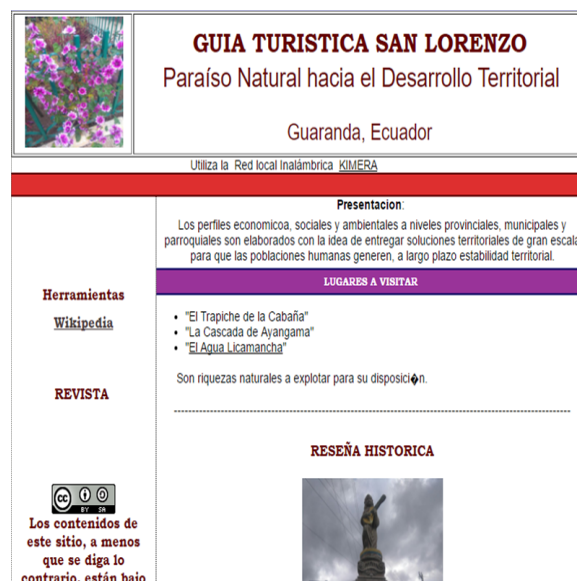 GUIA TURISTICA SAN LORENZO
Paraíso Natural hacia el Desarrollo Territorial
Guaranda, Ecuador
Utiliza la Red local Inalámbrica KIMERA
Presentacion:
Los perfiles economicoa, sociales y ambientales a niveles provinciales, municipales y
parroquiales son elaborados con la idea de entregar soluciones territoriales de gran escala
para que las poblaciones humanas generen, a largo plazo estabilidad territorial.
LUGARES A VISITAR
"El Trapiche de la Cabaña"
"La Cascada de Ayangama"
"El Agua Licamancha"
Son riquezas naturales a explotar para su disposici�n.
RESEÑA HISTORICA
Herramientas
Wikipedia
REVISTA
cc BY SA
Los contenidos de
este sitio, a menos
que se diga lo
contrario, están bajo